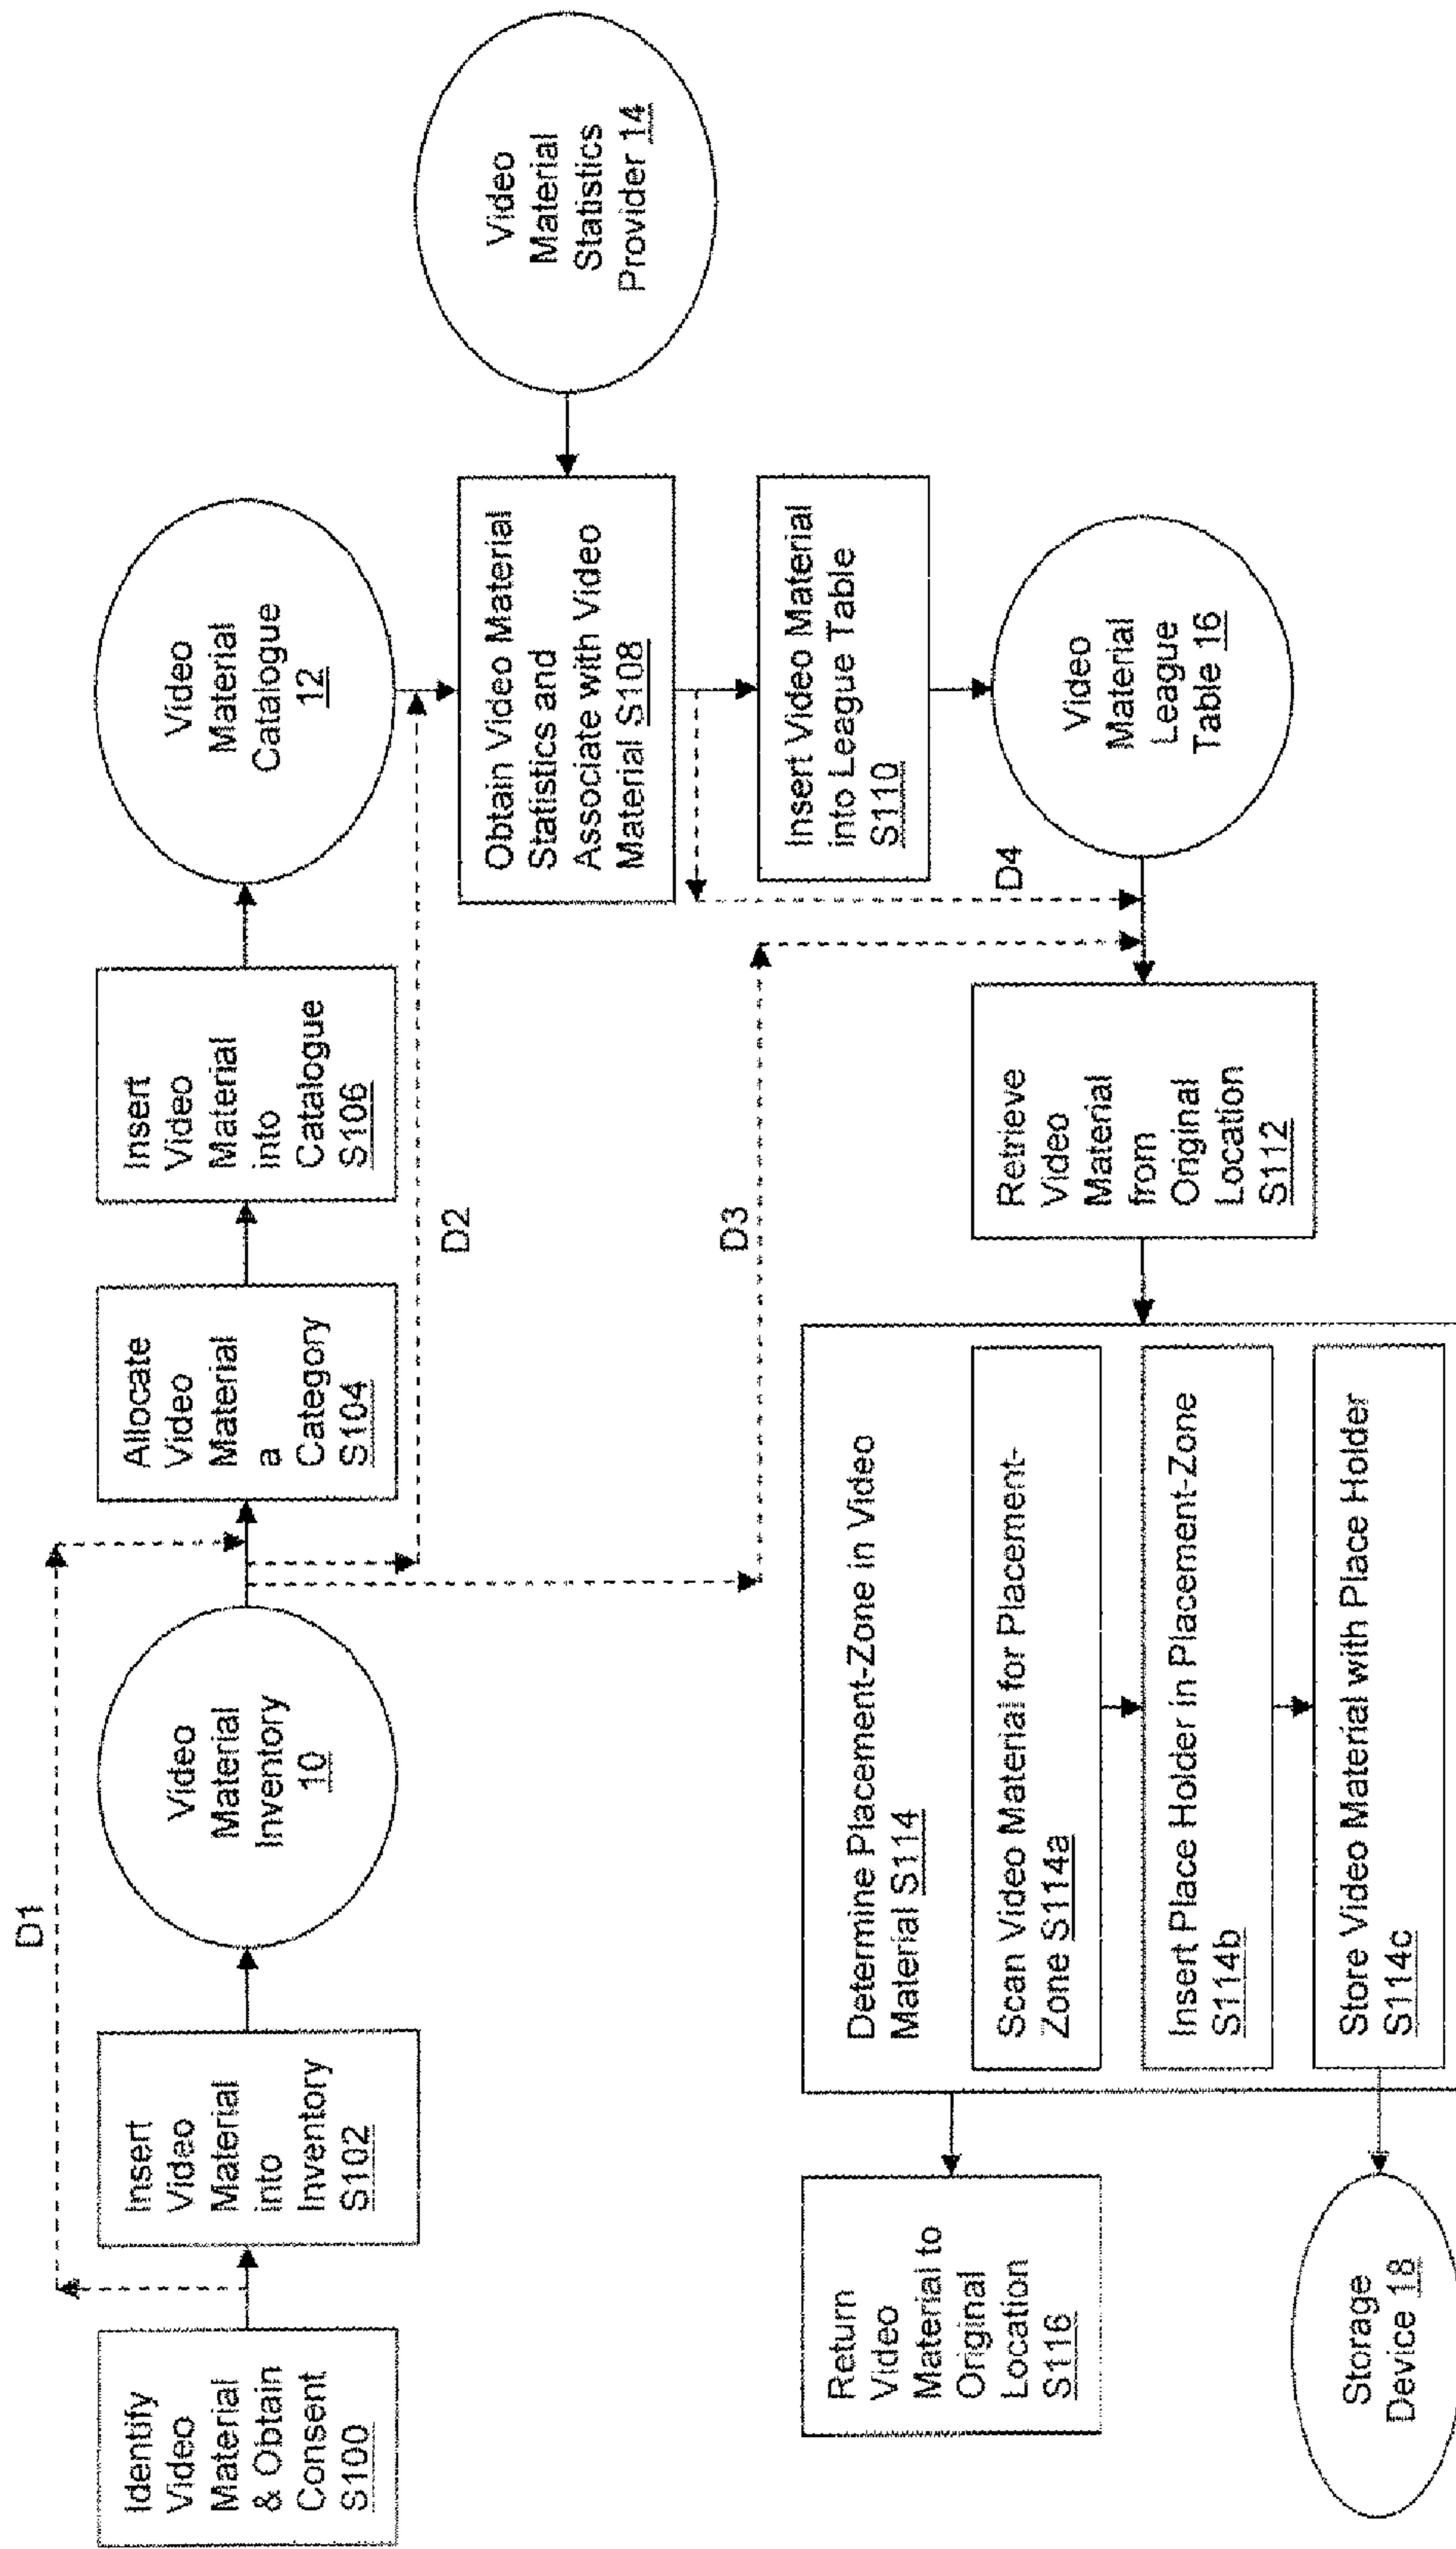 D1
Identify
Video
Material
& Obtain
Consent
S100
Insert
Video
Material
into
Inventory
S102
Video
Material
Inventory
10
Allocate
Video
Material
a
Category
S104
Insert
Video
Material
into
Catalogue
S106
Video
Material
Catalogue
12
D2
D3
Obtain Video Material
Statistics and
Associate with Video
Material S108
Video
Material
Statistics
Provider 14
Insert Video Material
into League Table
S110
D4
Video
Material
League
Table 16
Retrieve
Video
Material
from
Original
Location
S112
Determine Placement-Zone in Video
Material S114
Scan Video Material for Placement-
Zone S114a
Insert Place Holder in Placement-Zone
S114b
Store Video Material with Place Holder
S114c
Return
Video
Material to
Original
Location
S116
Storage
Device 18